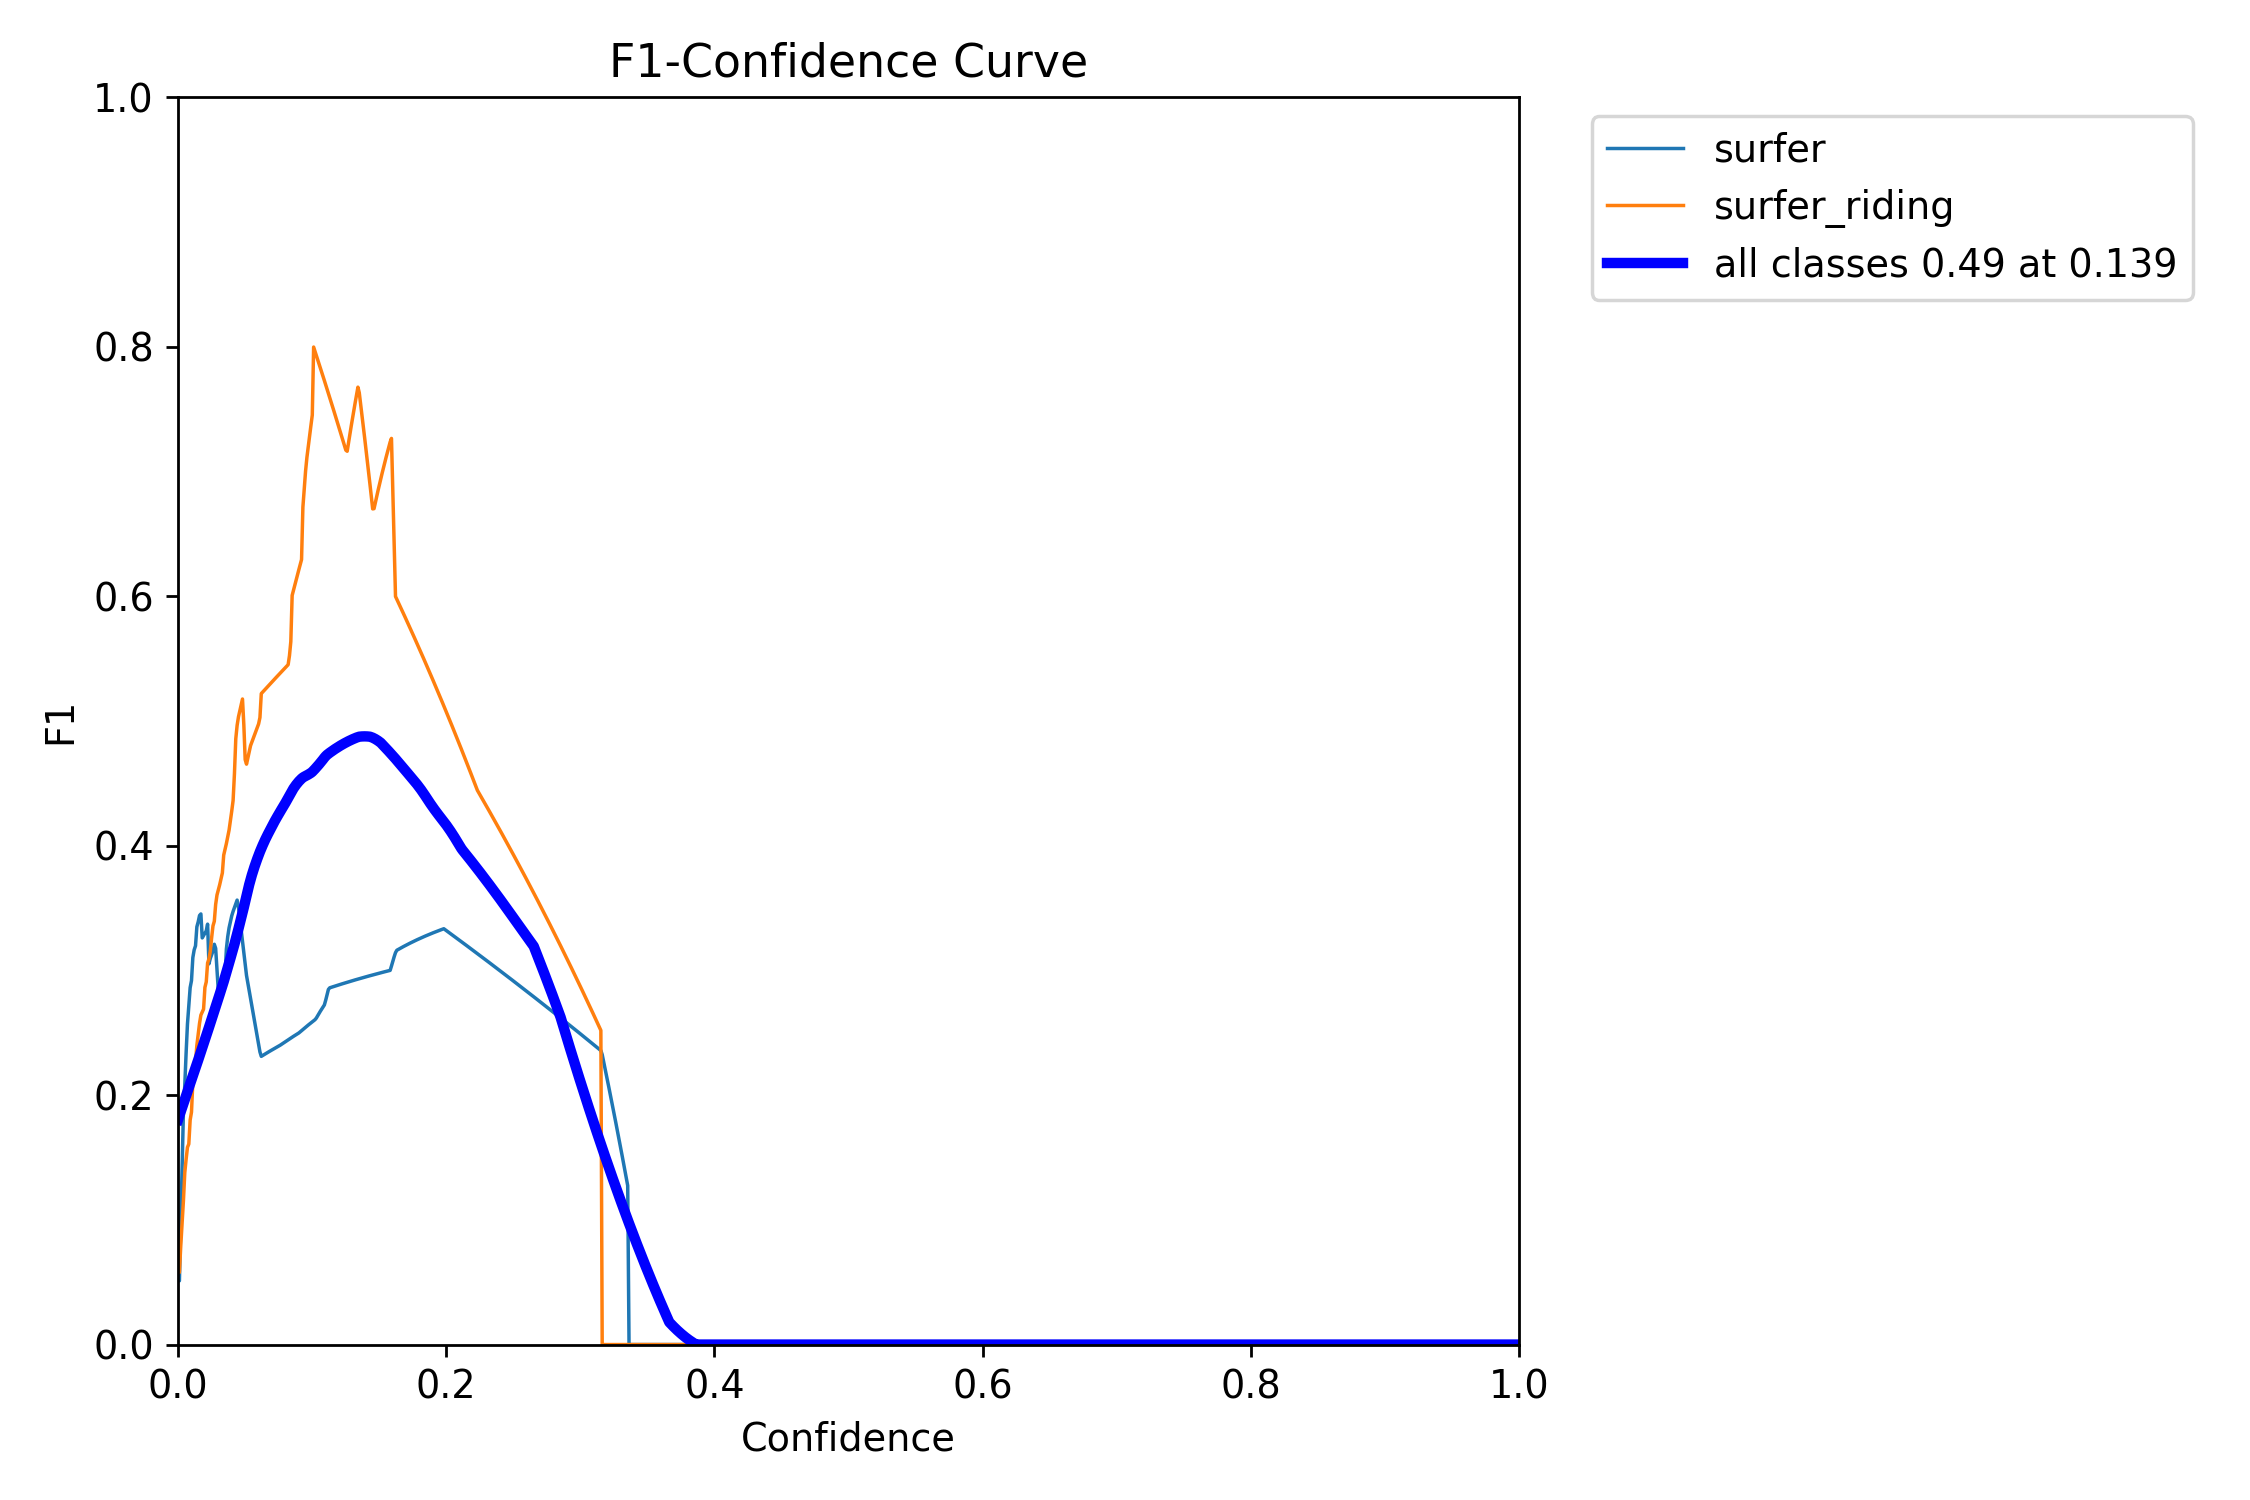 F1-Confidence Curve
1.0
0.8
0.6
0.4
0.2
0.0
F1
0.0 0.2 0.4 0.6 0.8 1.0
Confidence
surfer
surfer_riding
all classes 0.49 at 0.139